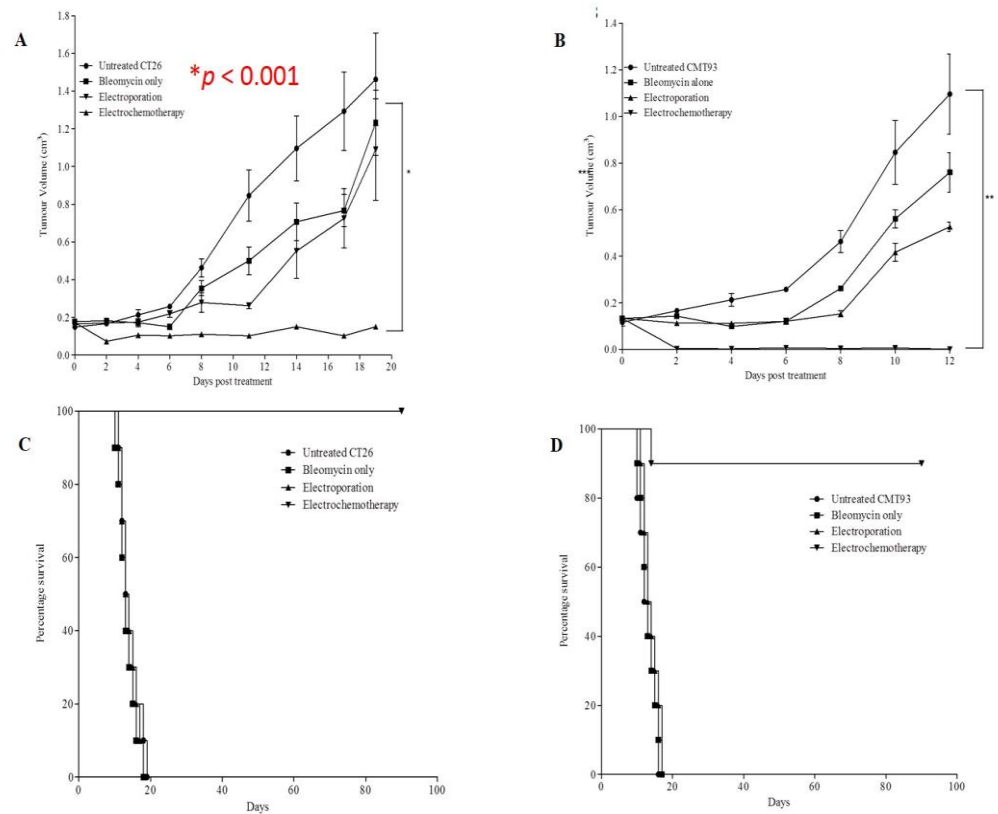 A
Tumour Volume (cm³)
1.8
1.6
1.4
1.2
1.0
0.8
0.6
0.4
0.2
0.0
Untreated CT26
Bleomycin only
Electroporation
Electrochemotherapy
*p < 0.001
*
0 2 4 6 8 10 12 14 16 18 20
Days post treatment
B
Tumour Volume (cm³)
1.4
1.2
1.0
0.8
0.6
0.4
0.2
0.0
Untreated CMT93
Bleomycin alone
Electroporation
Electrochemotherapy
**
0 2 4 6 8 10 12
Days post treatment
C
Percentage survival
100
80
60
40
20
0
Untreated CT26
Bleomycin only
Electroporation
Electrochemotherapy
0 20 40 60 80 100
Days
D
Percentage survival
100
80
60
40
20
0
Untreated CMT93
Bleomycin only
Electroporation
Electrochemotherapy
0 20 40 60 80 100
Days